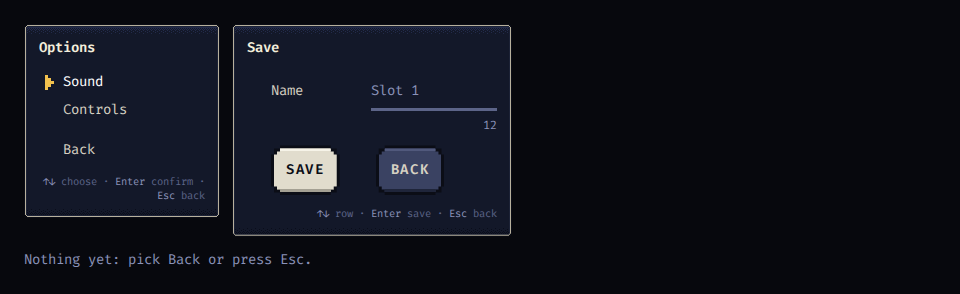 Options
Sound
Controls
Back
↑↓ choose · Enter confirm ·
Esc back
Save
Name Slot 1
12
SAVE BACK
↑↓ row · Enter save · Esc back
Nothing yet: pick Back or press Esc.